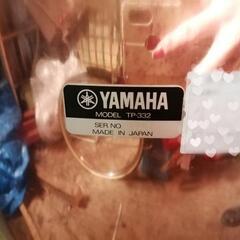 YAMAHA
MODEL TP-332
SER NO
MADE IN JAPAN